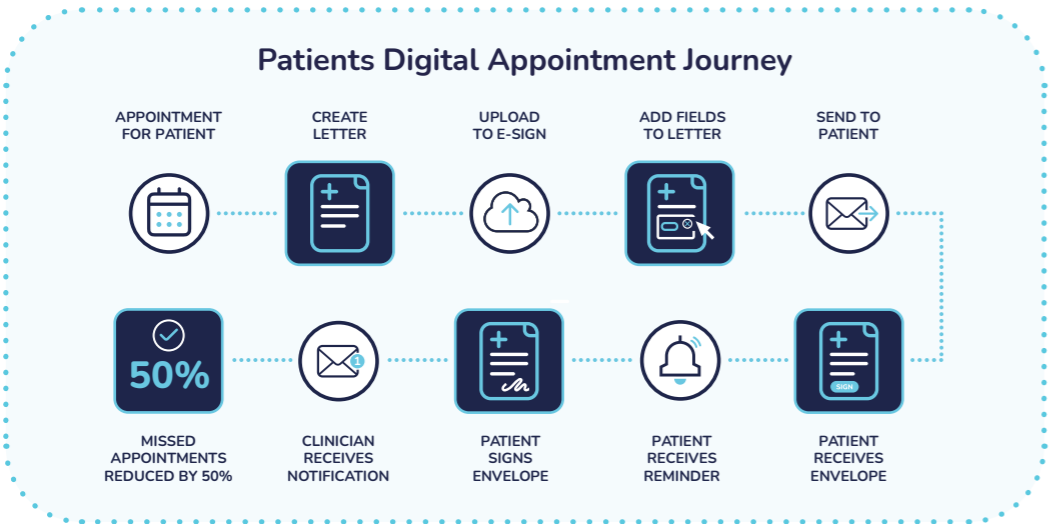 Patients Digital Appointment Journey
APPOINTMENT
FOR PATIENT
CREATE
LETTER
UPLOAD
TO E-SIGN
ADD FIELDS
TO LETTER
SEND TO
PATIENT
SIGN
PATIENT
RECEIVES
ENVELOPE
PATIENT
RECEIVES
REMINDER
PATIENT
SIGNS
ENVELOPE
1
CLINICIAN
RECEIVES
NOTIFICATION
50%
MISSED
APPOINTMENTS
REDUCED BY 50%